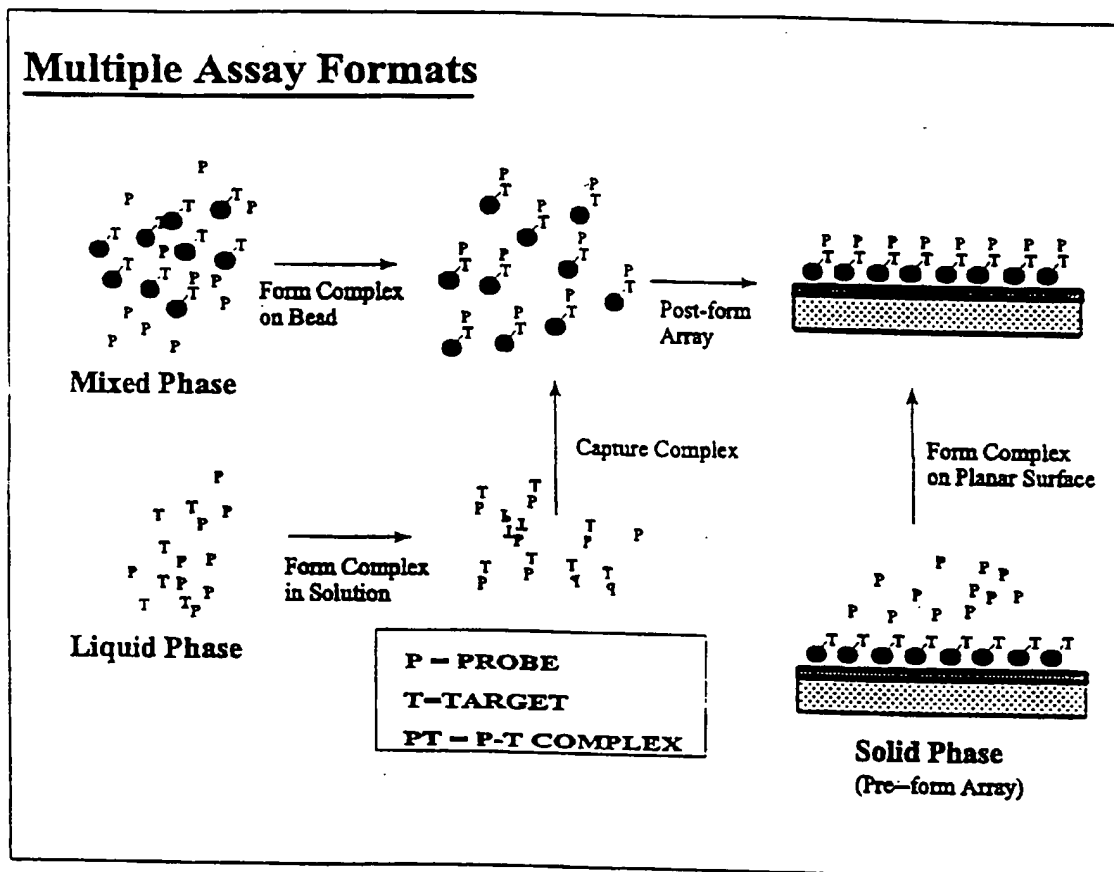 Multiple Assay Formats
P
P
T
T
P
T
T
T
P
T
T
T
P
P
T
P
P
P
P
P
Form Complex
on Bead
Mixed Phase
P
T
P
T
P
T
P
T
P
T
P
T
P
T
P
T
P
T
P
T
Post-form
Array
P P P P P P P P
T T T T T T T T
Capture Complex
Form Complex
on Planar Surface
P
T
T
P
P
T
P
P
P
T
P
P
T
T
P
Form Complex
in Solution
Liquid Phase
T
P
T
P
P
T
T
P
T
P
P
T
P
T
P
T
P
T
P
P = PROBE
T=TARGET
PT = P-T COMPLEX
P
P
P
P
P
P
P
P
P
P
P
P
T T T T T T T T
Solid Phase
(Pre-form Array)